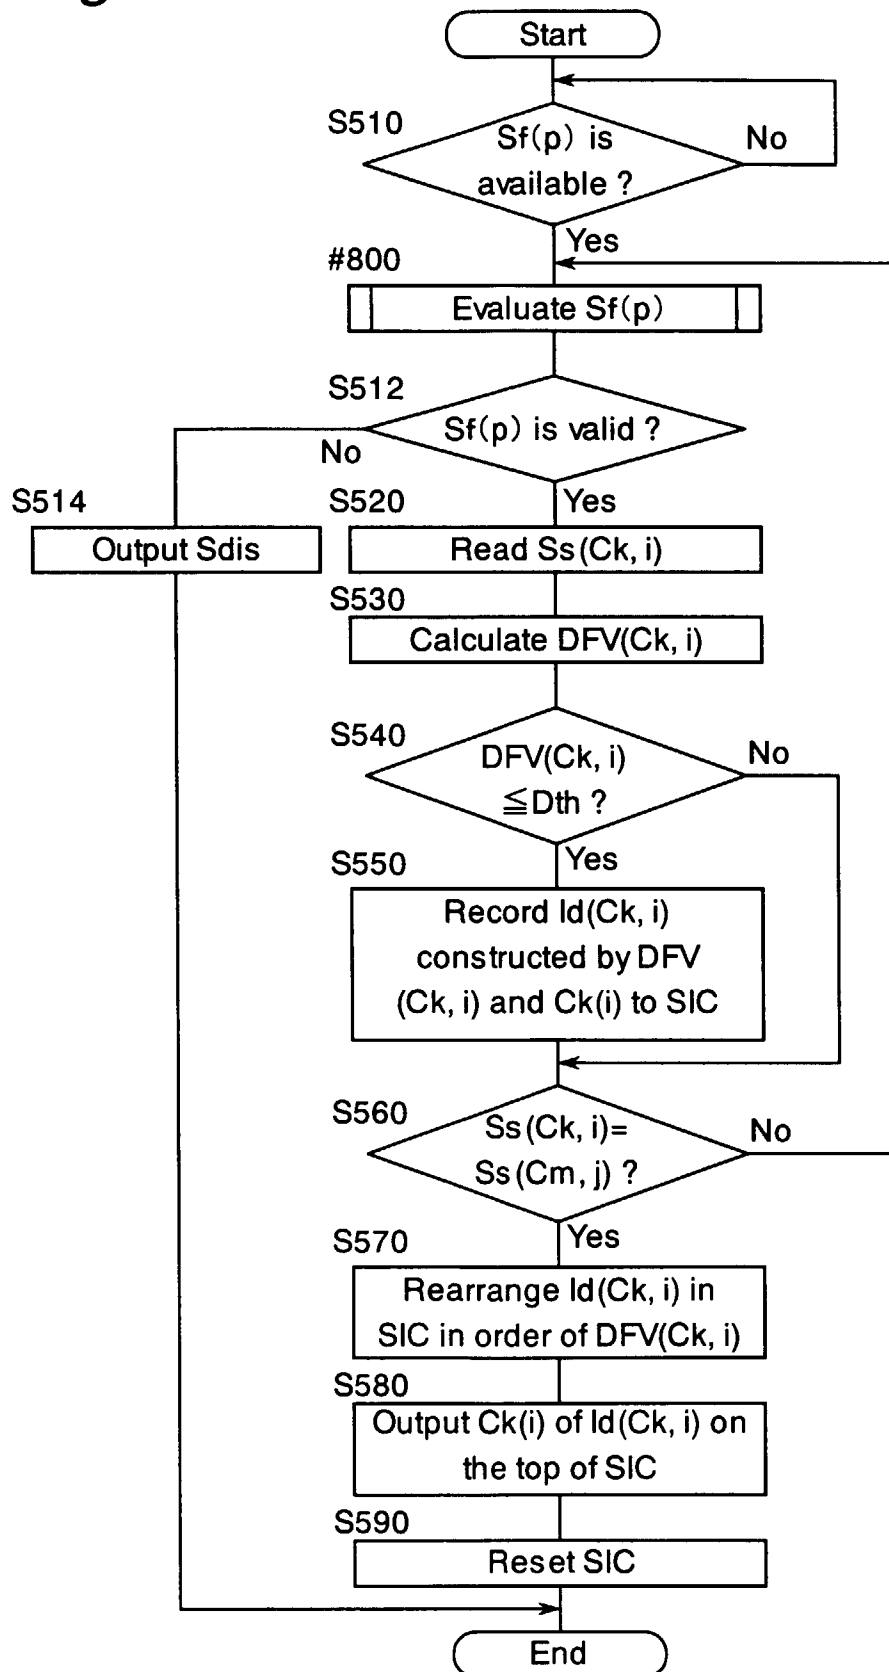 Start
S510
Sf(p) is
available ?
No
Yes
#800
Evaluate Sf(p)
S512
Sf(p) is valid ?
No
Yes
S514
Output Sdis
S520
Read Ss(Ck, i)
S530
Calculate DFV(Ck, i)
S540
DFV(Ck, i)
≦Dth ?
No
Yes
S550
Record Id(Ck, i)
constructed by DFV
(Ck, i) and Ck(i) to SIC
S560
Ss(Ck, i)=
Ss(Cm, j) ?
No
Yes
S570
Rearrange Id(Ck, i) in
SIC in order of DFV(Ck, i)
S580
Output Ck(i) of Id(Ck, i) on
the top of SIC
S590
Reset SIC
End